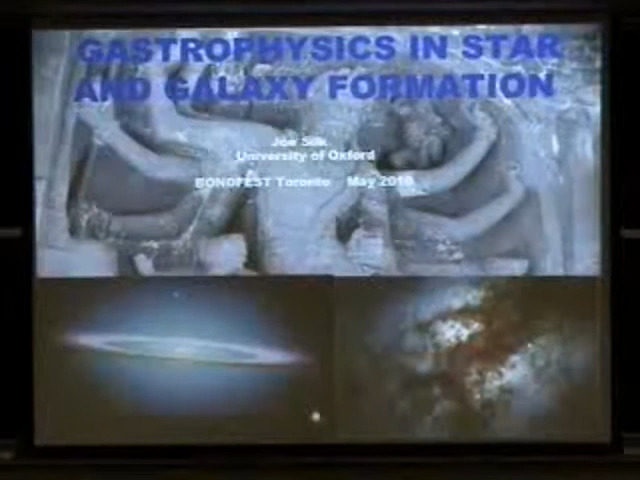 GASTROPHYSICS IN STAR
AND GALAXY FORMATION
Joe Silk
University of Oxford
BONDFEST Toronto May 2010